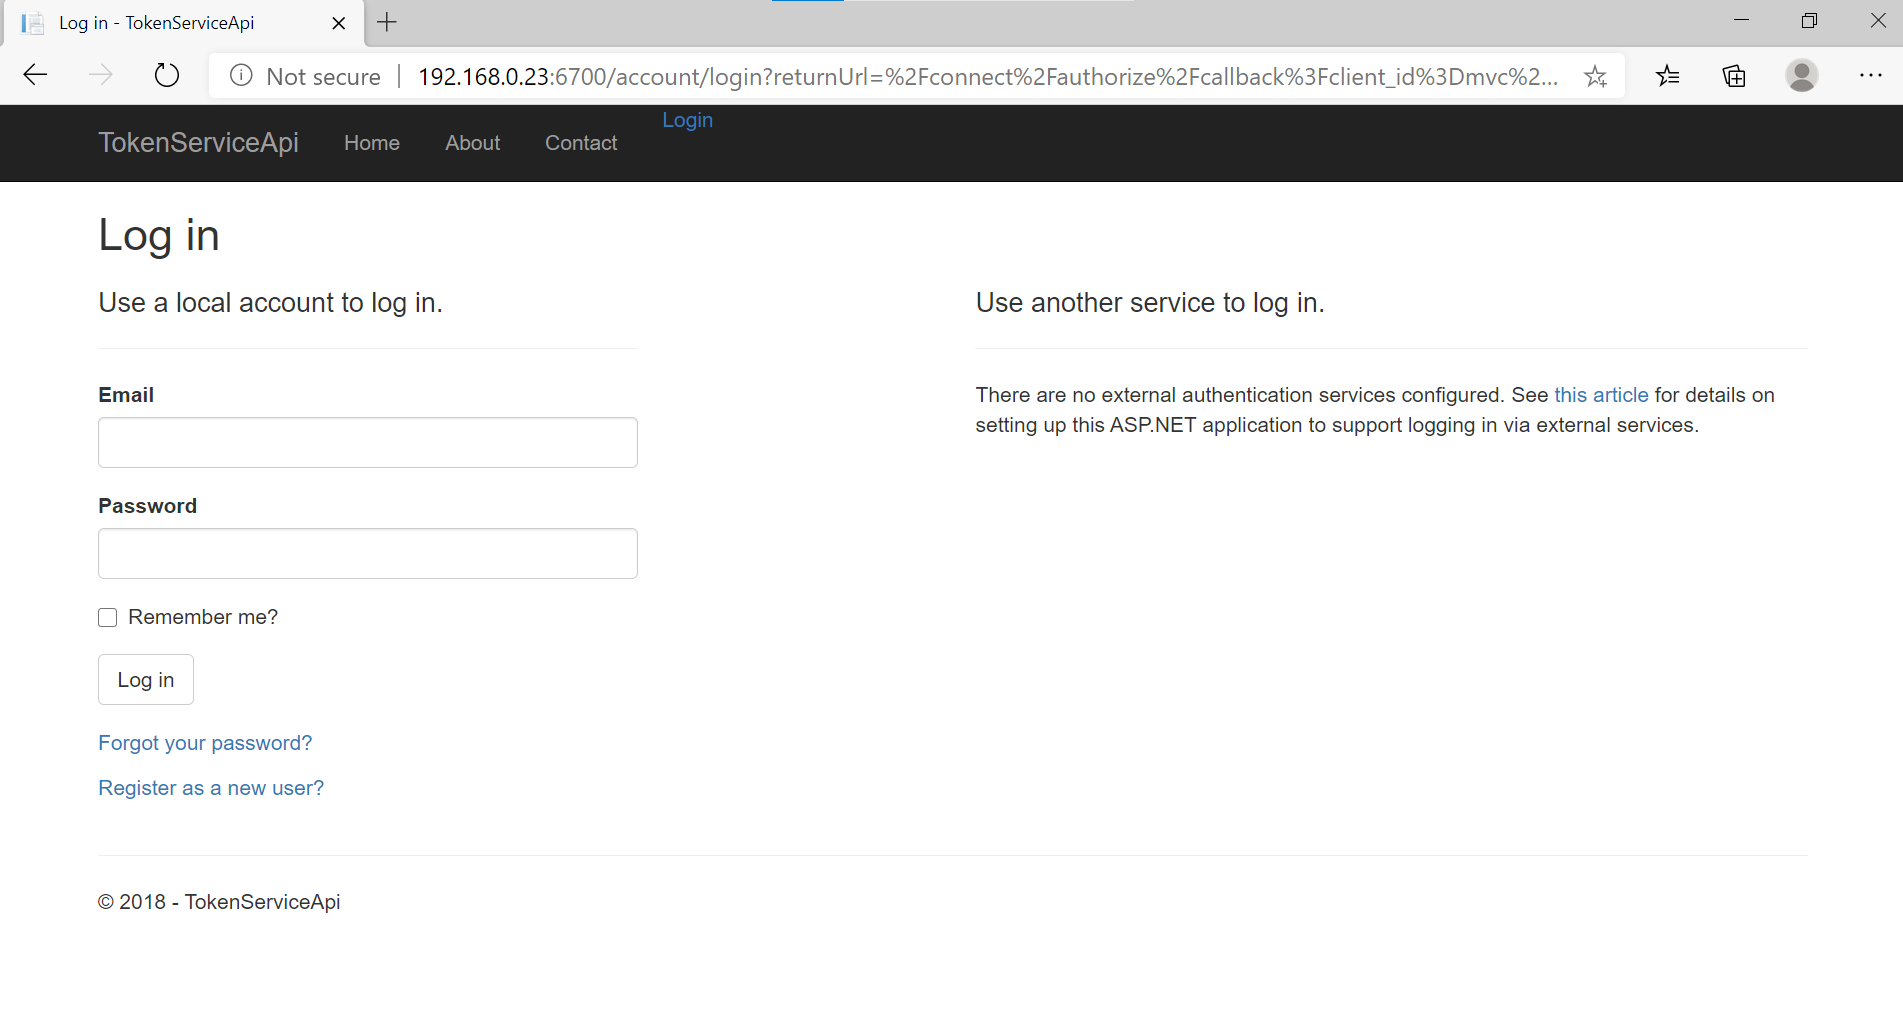 Log in - TokenServiceApi
Not secure
192.168.0.23:6700/account/login?returnUrl=%2Fconnect%2Fauthorize%2Fcallback%3Fclient_id%3Dmvc%2...
TokenServiceApi Home About Contact Login
Log in
Use a local account to log in.
Email
Password
Remember me?
Log in
Forgot your password?
Register as a new user?
Use another service to log in.
There are no external authentication services configured. See this article for details on
setting up this ASP.NET application to support logging in via external services.
© 2018 - TokenServiceApi